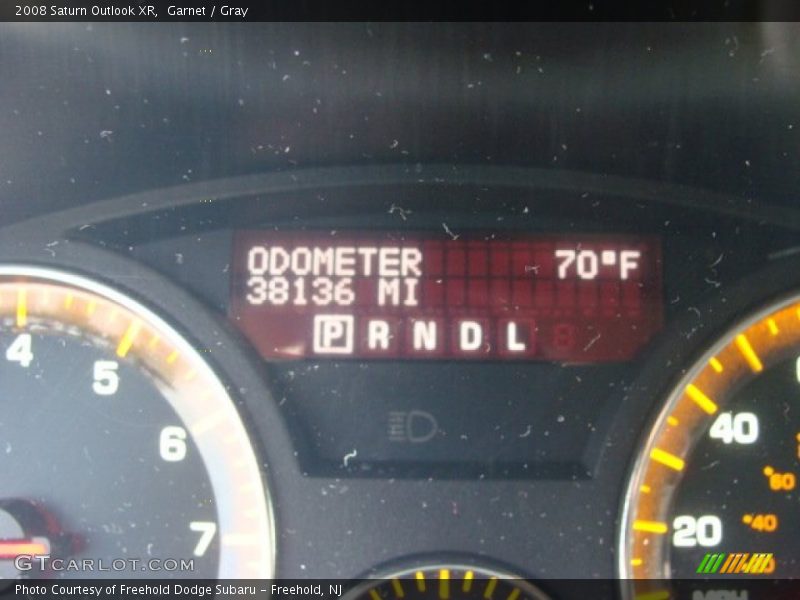 2008 Saturn Outlook XR, Garnet / Gray
ODOMETER 70°F
38136 MI
P R N D L
4
5
6
7
40
60
20
40
GTCARLOT.COM
MPH
Photo Courtesy of Freehold Dodge Subaru – Freehold, NJ